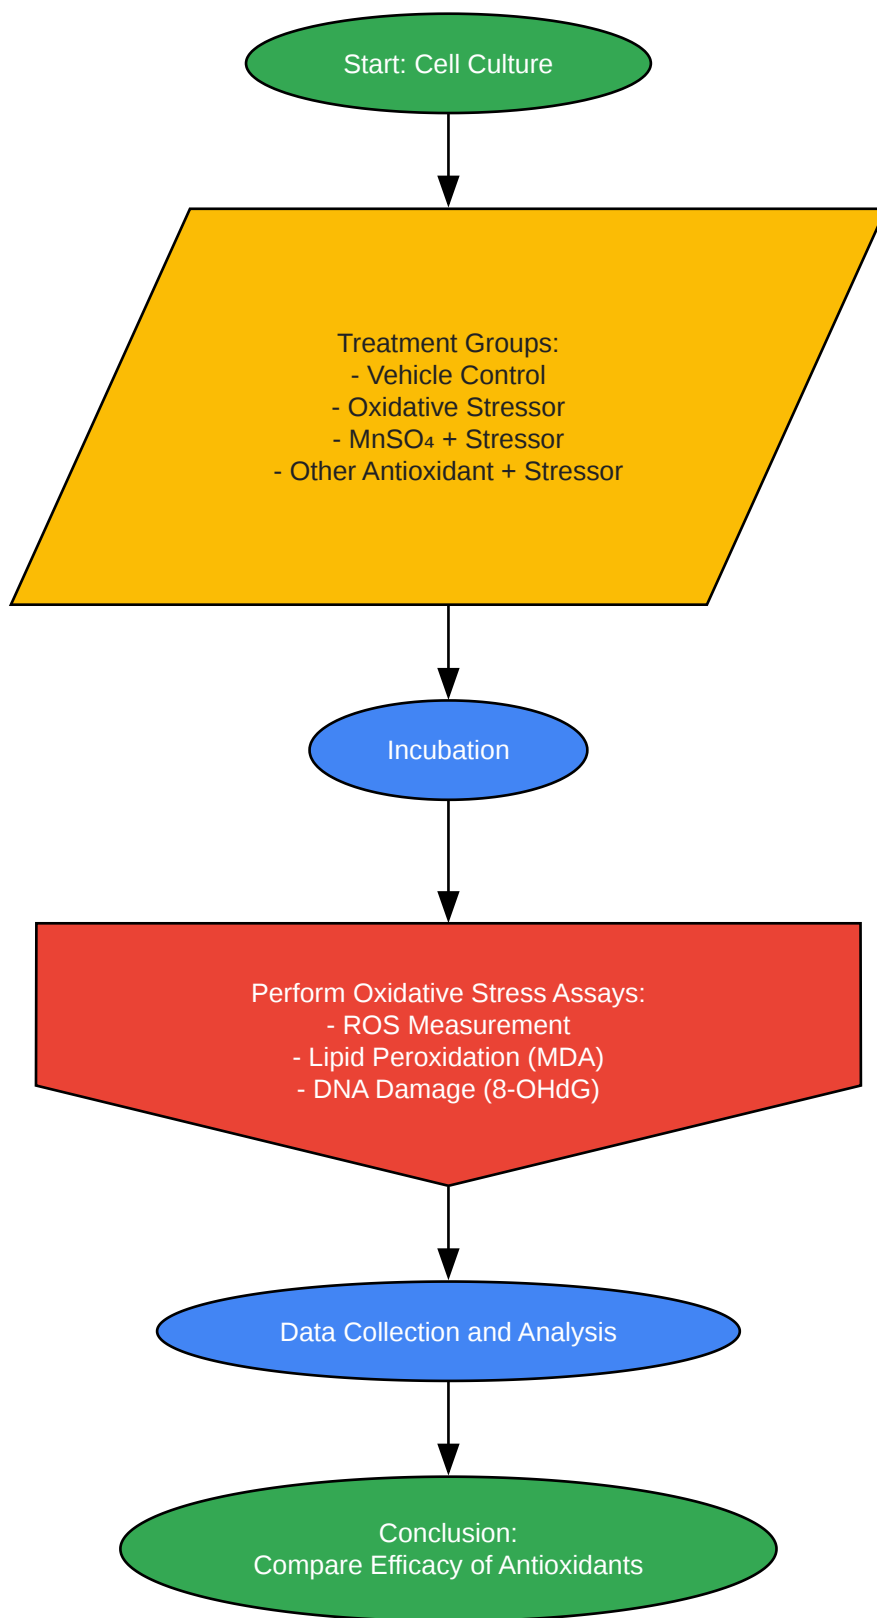 Start: Cell Culture
Treatment Groups:
- Vehicle Control
- Oxidative Stressor
- MnSO₄ + Stressor
- Other Antioxidant + Stressor
Incubation
Perform Oxidative Stress Assays:
- ROS Measurement
- Lipid Peroxidation (MDA)
- DNA Damage (8-OHdG)
Data Collection and Analysis
Conclusion:
Compare Efficacy of Antioxidants